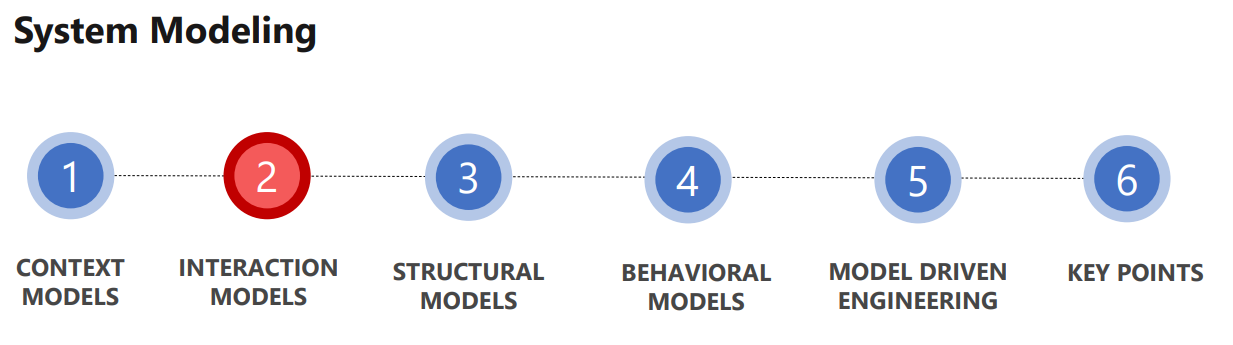 System Modeling
1
2
3
4
5
6
CONTEXT
MODELS
INTERACTION
MODELS
STRUCTURAL
MODELS
BEHAVIORAL
MODELS
MODEL DRIVEN
ENGINEERING
KEY POINTS